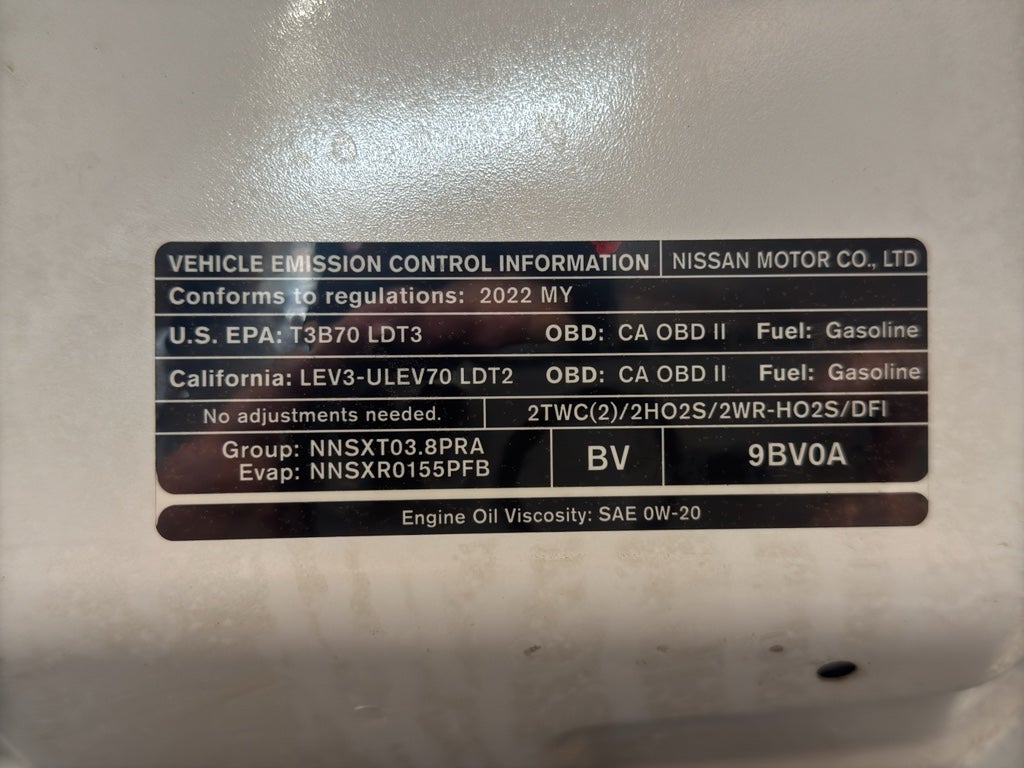 VEHICLE EMISSION CONTROL INFORMATION NISSAN MOTOR CO., LTD
Conforms to regulations: 2022 MY
U.S. EPA: T3B70 LDT3 OBD: CA OBD II Fuel: Gasoline
California: LEV3-ULEV70 LDT2 OBD: CA OBD II Fuel: Gasoline
No adjustments needed. 2TWC(2)/2HO2S/2WR-HO2S/DFI
Group: NNSXT03.8PRA
Evap: NNSXR0155PFB
BV 9BV0A
Engine Oil Viscosity: SAE 0W-20